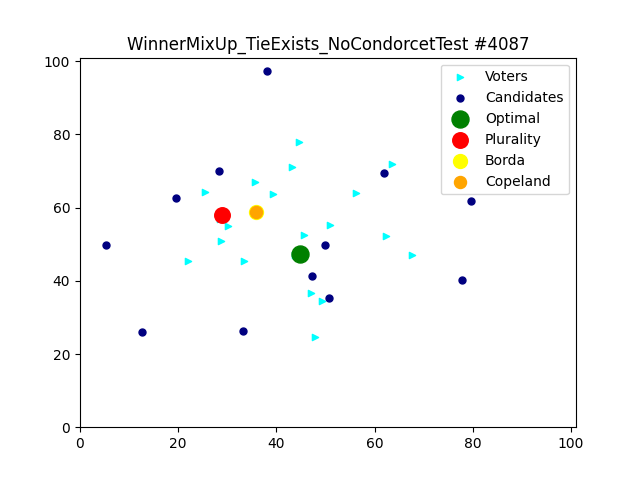 WinnerMixUp_TieExists_NoCondorcetTest #4087
100
80
60
40
20
0
0 20 40 60 80 100
Voters
Candidates
Optimal
Plurality
Borda
Copeland